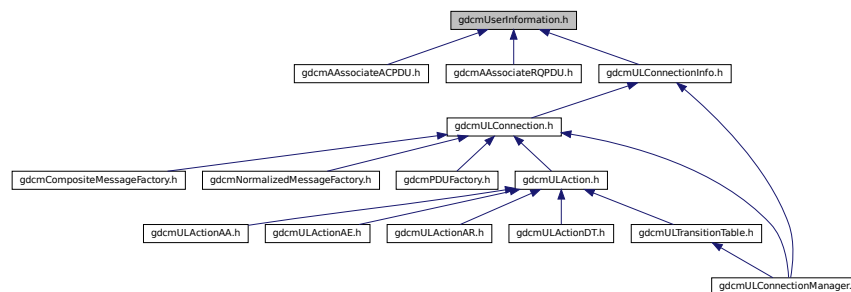 gdcmUserInformation.h
gdcmAAssociateACPDU.h
gdcmAAssociateRQPDU.h
gdcmULConnectionInfo.h
gdcmULConnection.h
gdcmCompositeMessageFactory.h
gdcmNormalizedMessageFactory.h
gdcmPDUFactory.h
gdcmULAction.h
gdcmULActionAA.h
gdcmULActionAE.h
gdcmULActionAR.h
gdcmULActionDT.h
gdcmULTransitionTable.h
gdcmULConnectionManager.